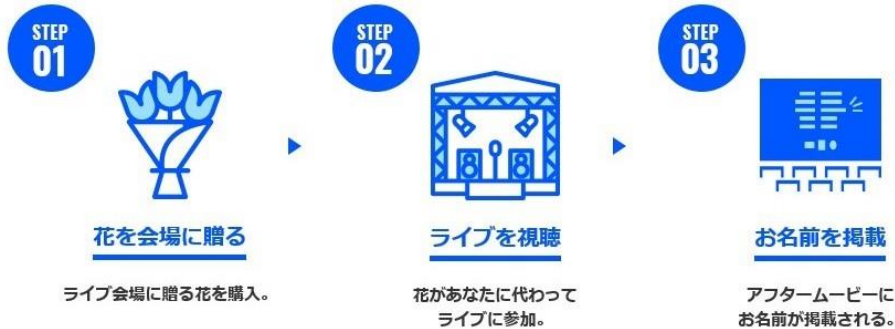 STEP
01
花を会場に贈る
ライブ会場に贈る花を購入。
STEP
02
ライブを視聴
花があなたに代わって
ライブに参加。
STEP
03
お名前を掲載
アフタームービーに
お名前が掲載される。